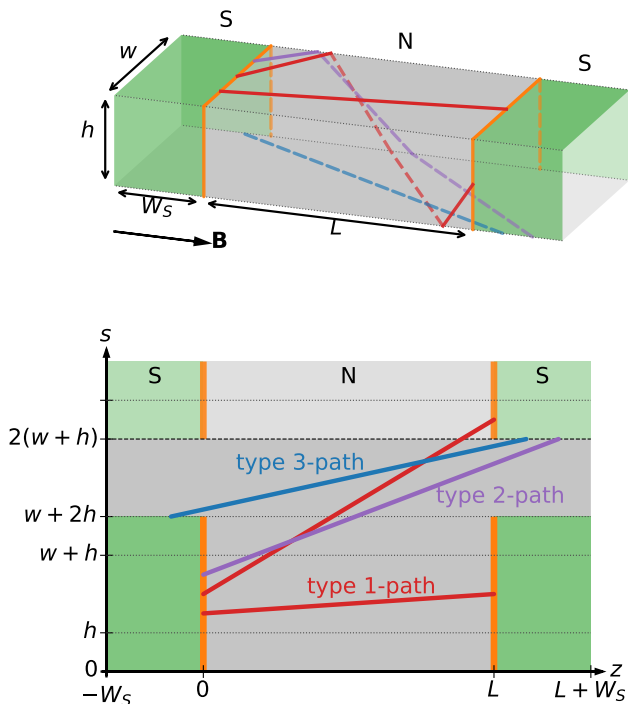 S
N
S
w
h
W_S
L
B
s
S
N
S
2(w + h)
type 3-path
type 2-path
w + 2h
w + h
type 1-path
h
0
z
−W_S
0
L
L + W_S